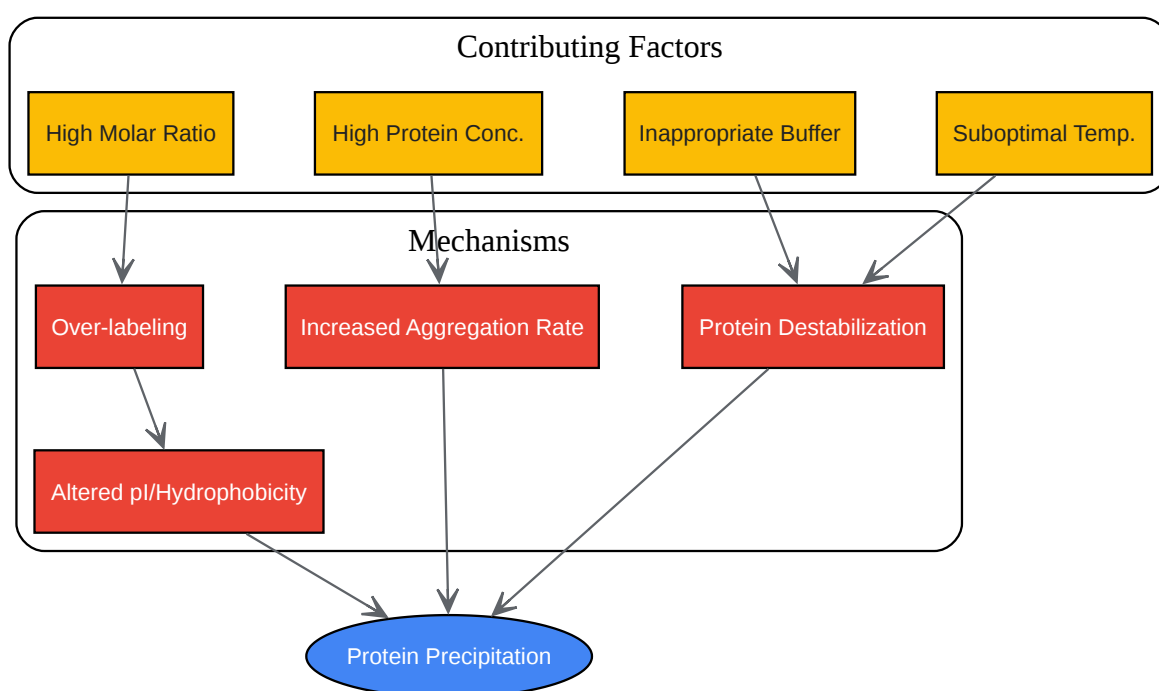 Contributing Factors
High Molar Ratio
High Protein Conc.
Inappropriate Buffer
Suboptimal Temp.
Mechanisms
Over-labeling
Increased Aggregation Rate
Protein Destabilization
Altered pI/Hydrophobicity
Protein Precipitation